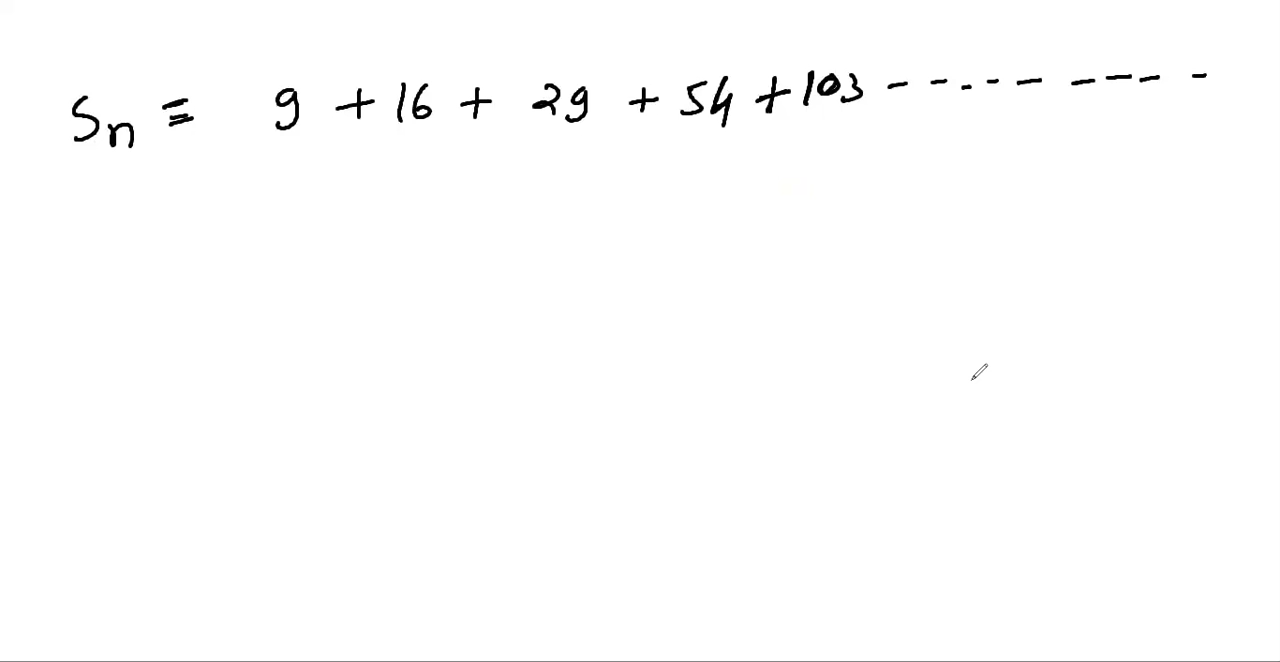 Sn = 9 + 16 + 29 + 54 + 103 - - - - - - - - -